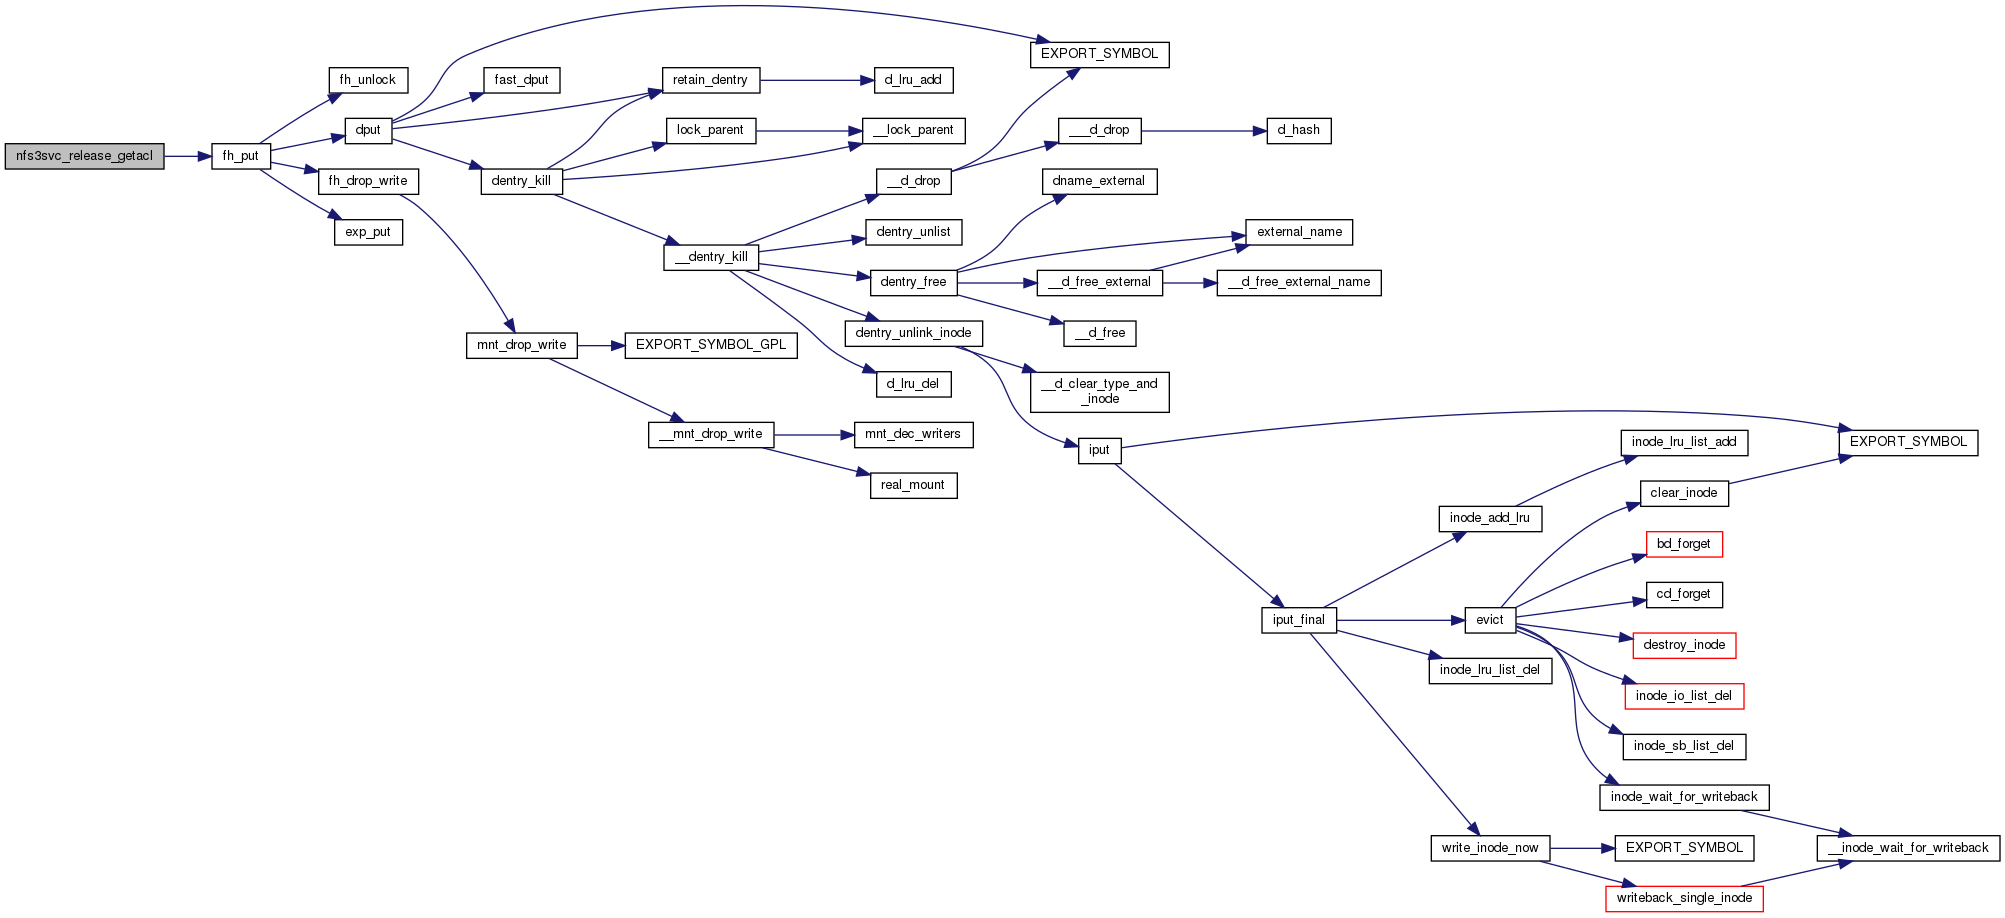 nfs3svc_release_getacl
fh_put
fh_unlock
dput
fh_drop_write
exp_put
fast_dput
dentry_kill
mnt_drop_write
retain_dentry
lock_parent
__dentry_kill
EXPORT_SYMBOL_GPL
__mnt_drop_write
d_lru_add
__lock_parent
__d_drop
dentry_unlist
dentry_free
dentry_unlink_inode
d_lru_del
mnt_dec_writers
real_mount
EXPORT_SYMBOL
___d_drop
dname_external
__d_free_external
__d_free
__d_clear_type_and
_inode
iput
d_hash
external_name
__d_free_external_name
iput_final
inode_add_lru
evict
inode_lru_list_del
write_inode_now
inode_lru_list_add
clear_inode
bd_forget
cd_forget
destroy_inode
inode_io_list_del
inode_sb_list_del
inode_wait_for_writeback
EXPORT_SYMBOL
writeback_single_inode
EXPORT_SYMBOL
__inode_wait_for_writeback